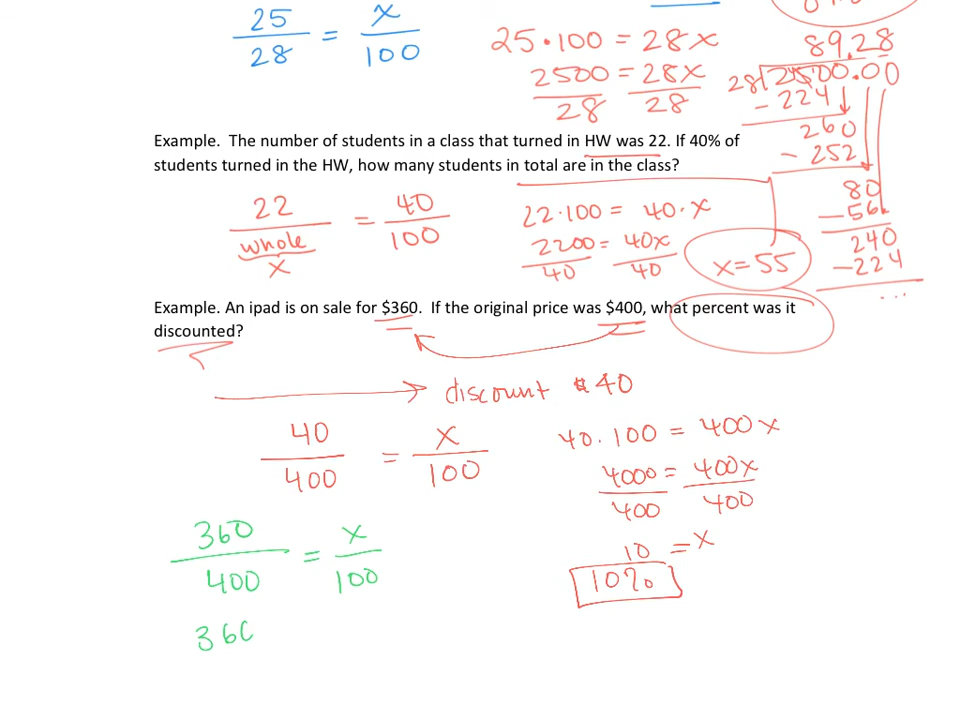 25/28 = x/100
25·100 = 28x
2500/28 = 28x/28
89.28
28 2500.00
- 224
260
- 252
80
- 56
240
- 224
...
Example. The number of students in a class that turned in HW was 22. If 40% of
students turned in the HW, how many students in total are in the class?
22/whole = 40/100
x
22·100 = 40·x
2200/40 = 40x/40
x=55
Example. An ipad is on sale for $360. If the original price was $400, what percent was it
discounted?
discount $40
40/400 = x/100
40·100 = 400x
4000/400 = 400x/400
10 = x
10%
360/400 = x/100
360